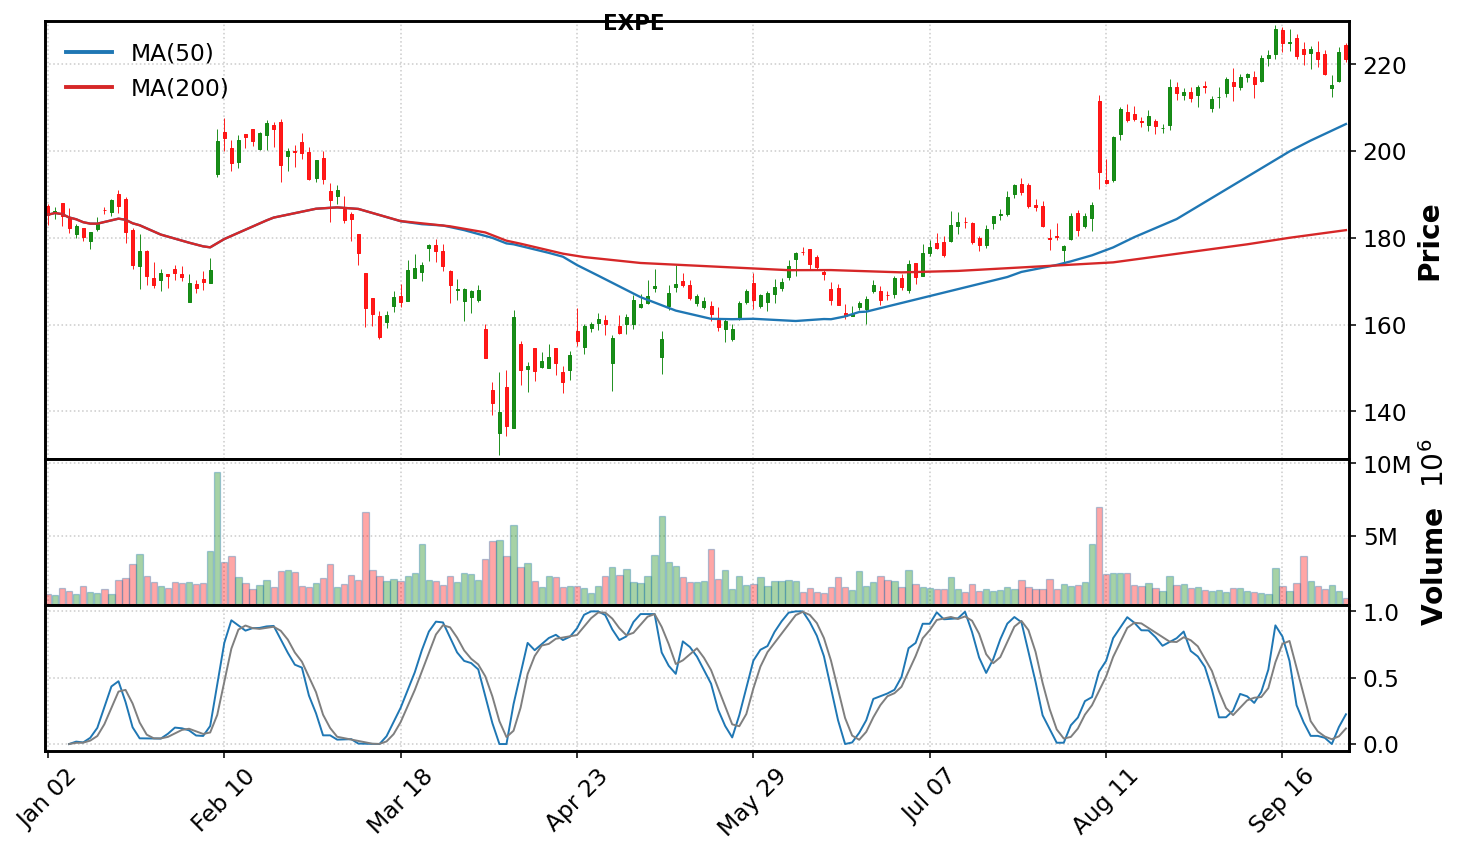 EXPE
MA(50)
MA(200)
220
200
180
160
140
Price
10M
5M
Volume 10^6
1.0
0.5
0.0
Jan 02
Feb 10
Mar 18
Apr 23
May 29
Jul 07
Aug 11
Sep 16